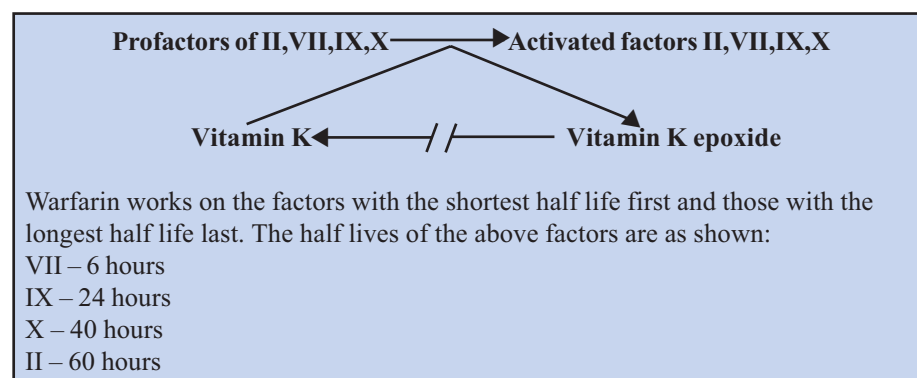 Profactors of II,VII,IX,X Activated factors II,VII,IX,X
Vitamin K Vitamin K epoxide
Warfarin works on the factors with the shortest half life first and those with the
longest half life last. The half lives of the above factors are as shown:
VII – 6 hours
IX – 24 hours
X – 40 hours
II – 60 hours